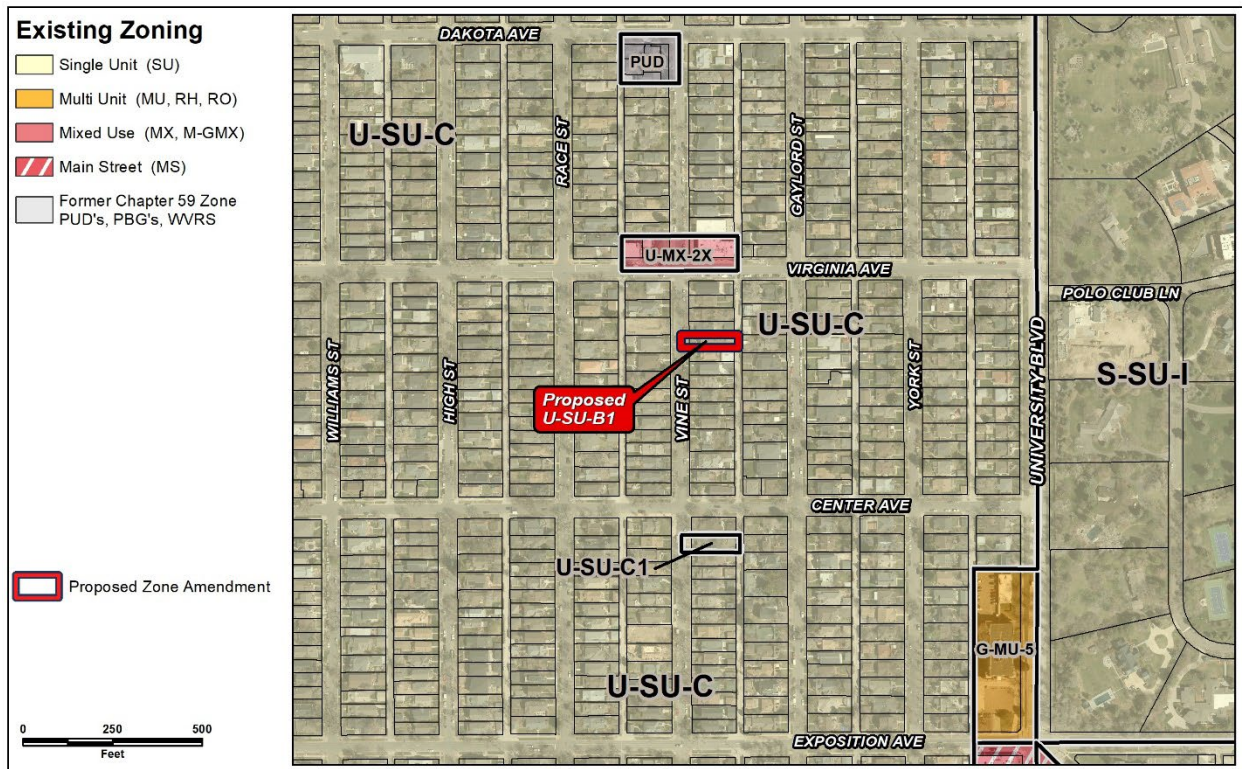 Existing Zoning
Single Unit (SU)
Multi Unit (MU, RH, RO)
Mixed Use (MX, M-GMX)
Main Street (MS)
Former Chapter 59 Zone
PUD's, PBG's, WVRS
Proposed Zone Amendment
0 250 500
Feet
DAKOTA AVE
PUD
U-SU-C
RACE ST
GAYLORD ST
U-MX-2X
VIRGINIA AVE
POLO CLUB LN
U-SU-C
S-SU-I
Proposed
U-SU-B1
WILLIAMS ST
HIGH ST
VINE ST
YORK ST
UNIVERSITY BLVD
CENTER AVE
U-SU-C1
G-MU-5
U-SU-C
EXPOSITION AVE